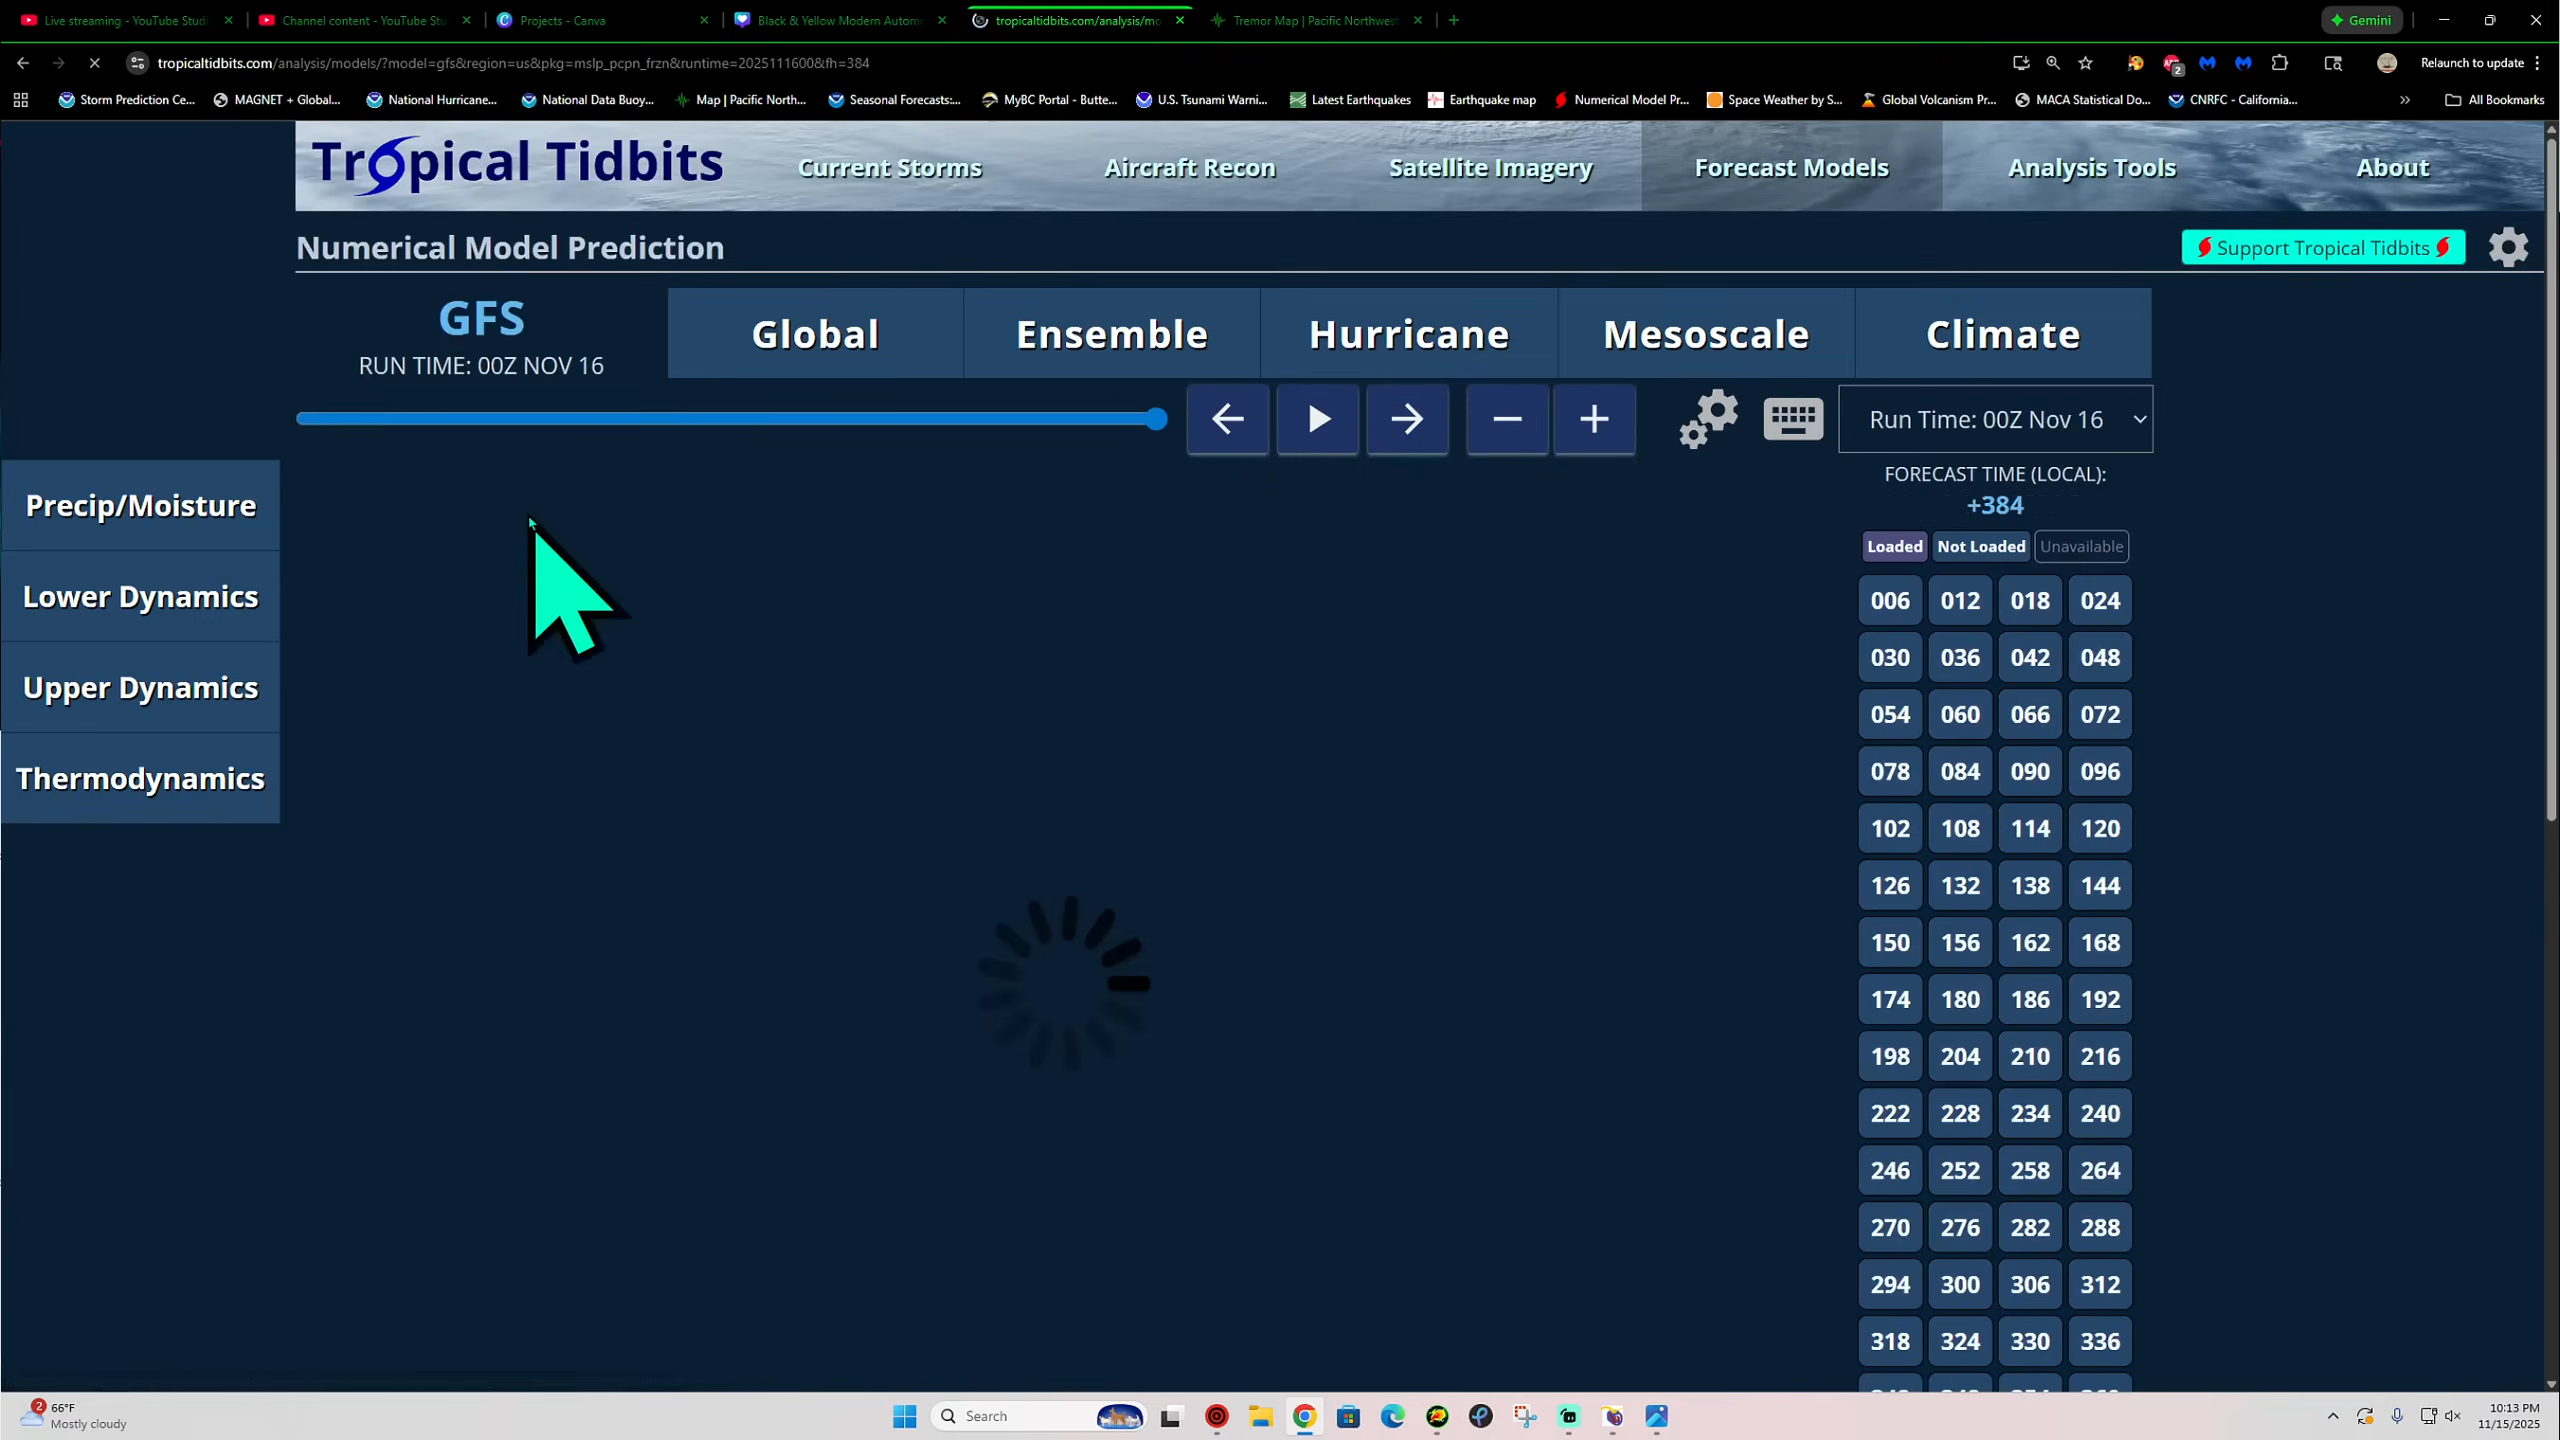 Live streaming - YouTube Studi
Channel content - YouTube Stu
Projects - Canva
Black & Yellow Modern Autom
tropicaltidbits.com/analysis/mo
Tremor Map | Pacific Northwest
Gemini
tropicaltidbits.com/analysis/models/?model=gfs&region=us&pkg=mslp_pcpn_frzn&runtime=2025111600&fh=384
2
Relaunch to update
Storm Prediction Ce...
MAGNET + Global...
National Hurricane...
National Data Buoy...
Map | Pacific North...
Seasonal Forecasts:...
MyBC Portal - Butte...
U.S. Tsunami Warni...
Latest Earthquakes
Earthquake map
Numerical Model Pr...
Space Weather by S...
Global Volcanism Pr...
MACA Statistical Do...
CNRFC - California...
All Bookmarks
Tropical Tidbits
Current Storms
Aircraft Recon
Satellite Imagery
Forecast Models
Analysis Tools
About
Numerical Model Prediction
Support Tropical Tidbits
GFS
RUN TIME: 00Z NOV 16
Global
Ensemble
Hurricane
Mesoscale
Climate
Run Time: 00Z Nov 16
FORECAST TIME (LOCAL):
+384
Loaded Not Loaded Unavailable
Precip/Moisture
Lower Dynamics
Upper Dynamics
Thermodynamics
006 012 018 024
030 036 042 048
054 060 066 072
078 084 090 096
102 108 114 120
126 132 138 144
150 156 162 168
174 180 186 192
198 204 210 216
222 228 234 240
246 252 258 264
270 276 282 288
294 300 306 312
318 324 330 336
2
66°F
Mostly cloudy
Search
10:13 PM
11/15/2025